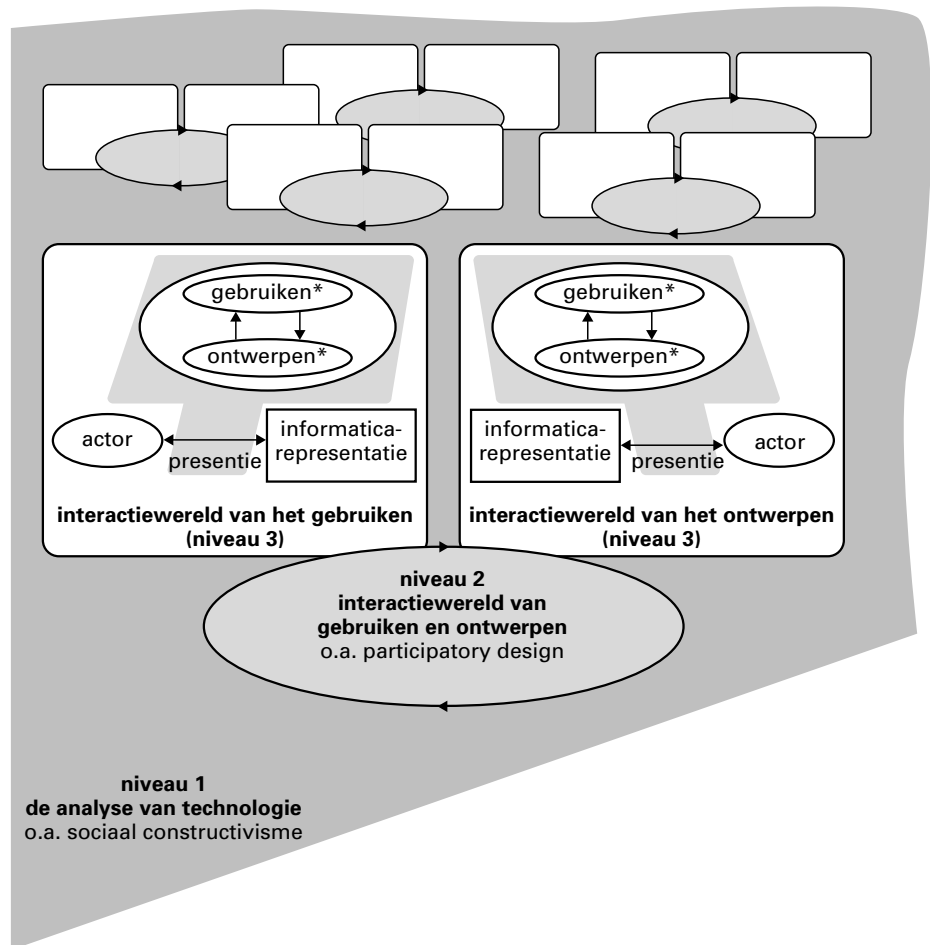 gebruiken*
ontwerpen*
actor
presentie
informatica-
representatie
interactiewereld van het gebruiken
(niveau 3)
gebruiken*
ontwerpen*
informatica-
representatie
presentie
actor
interactiewereld van het ontwerpen
(niveau 3)
niveau 2
interactiewereld van
gebruiken en ontwerpen
o.a. participatory design
niveau 1
de analyse van technologie
o.a. sociaal constructivisme